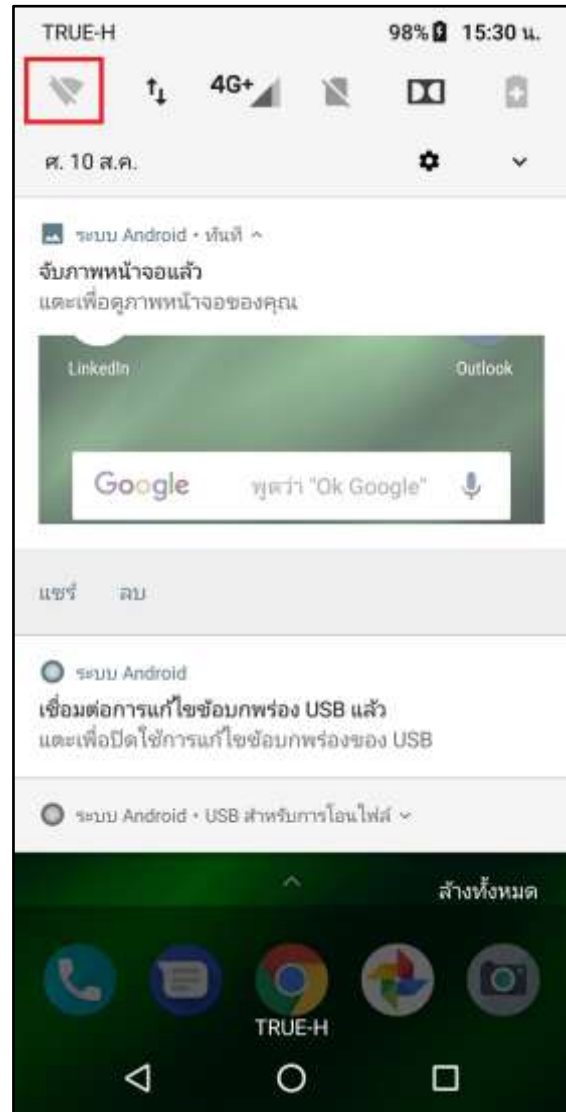 TRUE-H 98% 15:30 น.
4G+
ศ. 10 ส.ค.
ระบบ Android • ทันที
จับภาพหน้าจอแล้ว
แตะเพื่อดูภาพหน้าจอของคุณ
LinkedIn Outlook
Google พูดว่า "Ok Google"
แชร์ ลบ
ระบบ Android
เชื่อมต่อการแก้ไขข้อบกพร่อง USB แล้ว
แตะเพื่อปิดใช้การแก้ไขข้อบกพร่องของ USB
ระบบ Android • USB สำหรับการโอนไฟล์
ล้างทั้งหมด
TRUE-H